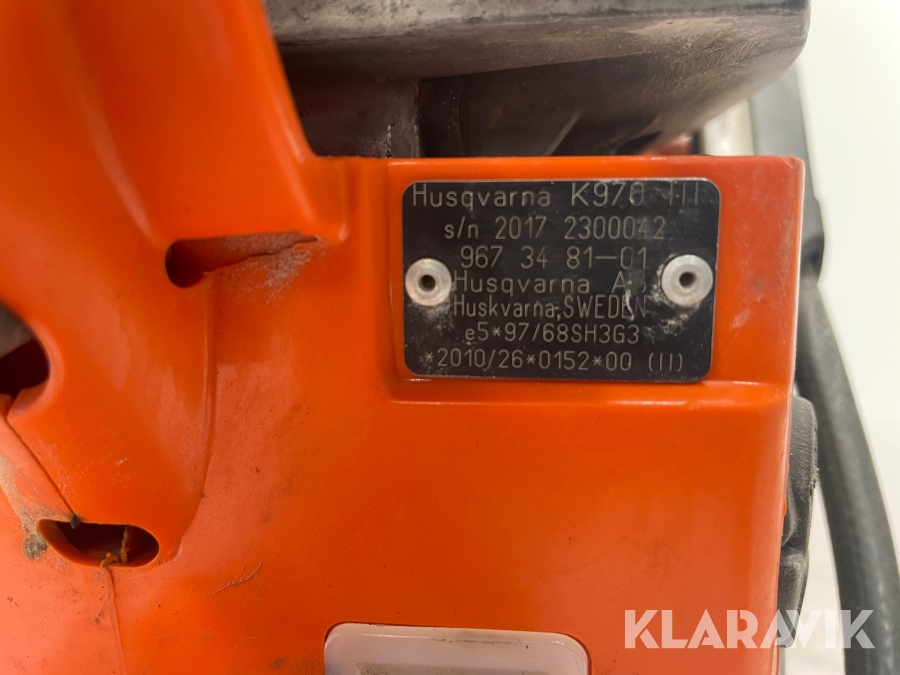 Husqvarna K970 III
s/n 2017 2300042
967 34 81-01
Husqvarna
Huskvarna, SWEDEN
e5*97/68SH3G3
*2010/26*0152*00 (II)
KLARAVIK